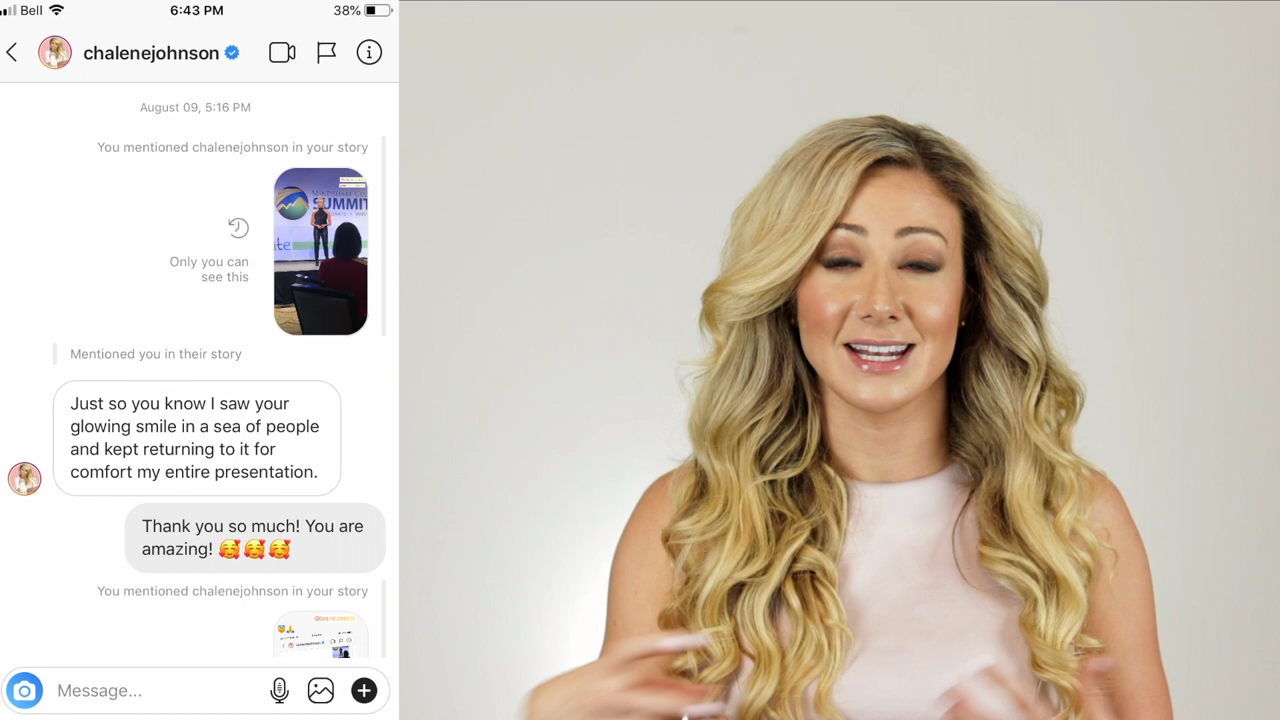 Bell 6:43 PM 38%
chalenejohnson
August 09, 5:16 PM
You mentioned chalenejohnson in your story
SUMMIT
Only you can
see this
Mentioned you in their story
Just so you know I saw your
glowing smile in a sea of people
and kept returning to it for
comfort my entire presentation.
Thank you so much! You are
amazing! 🥰🥰🥰
You mentioned chalenejohnson in your story
Message...